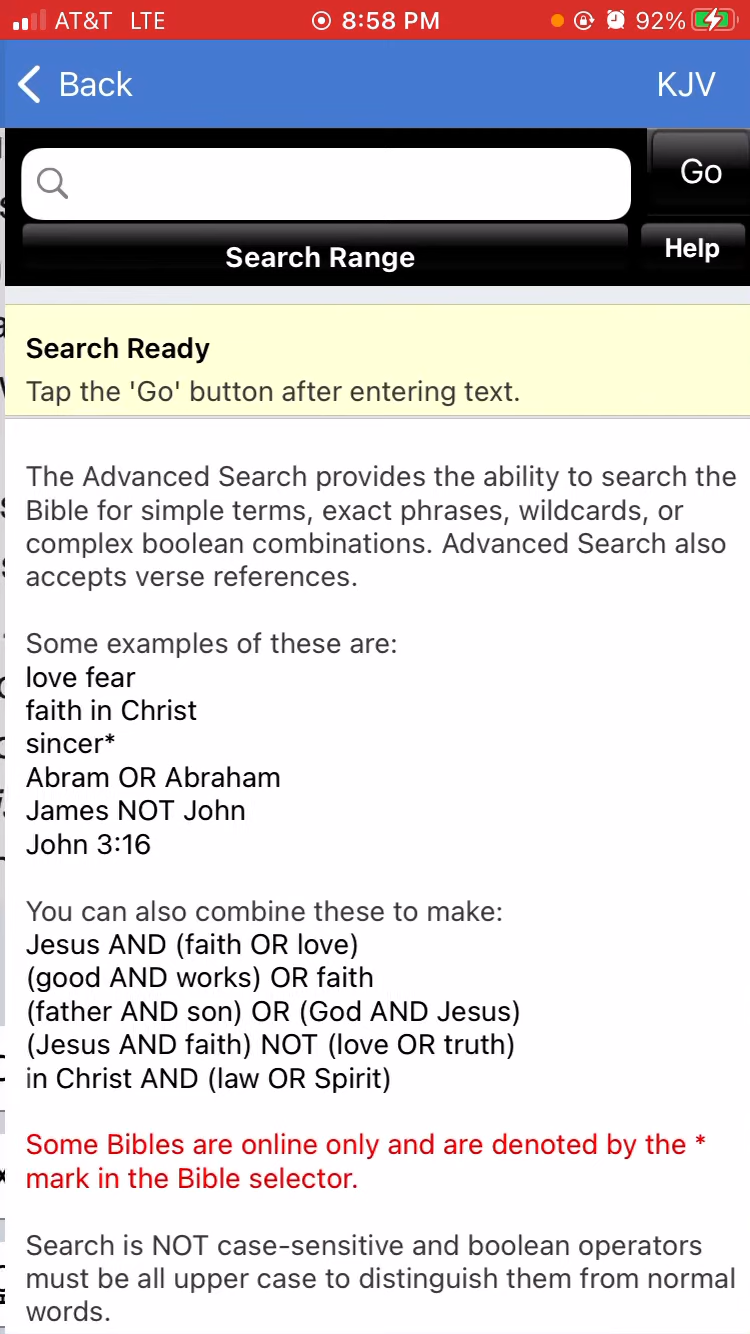 AT&T LTE 8:58 PM 92%
Back KJV
Go
Search Range Help
Search Ready
Tap the 'Go' button after entering text.
The Advanced Search provides the ability to search the
Bible for simple terms, exact phrases, wildcards, or
complex boolean combinations. Advanced Search also
accepts verse references.
Some examples of these are:
love fear
faith in Christ
sincer*
Abram OR Abraham
James NOT John
John 3:16
You can also combine these to make:
Jesus AND (faith OR love)
(good AND works) OR faith
(father AND son) OR (God AND Jesus)
(Jesus AND faith) NOT (love OR truth)
in Christ AND (law OR Spirit)
Some Bibles are online only and are denoted by the *
mark in the Bible selector.
Search is NOT case-sensitive and boolean operators
must be all upper case to distinguish them from normal
words.